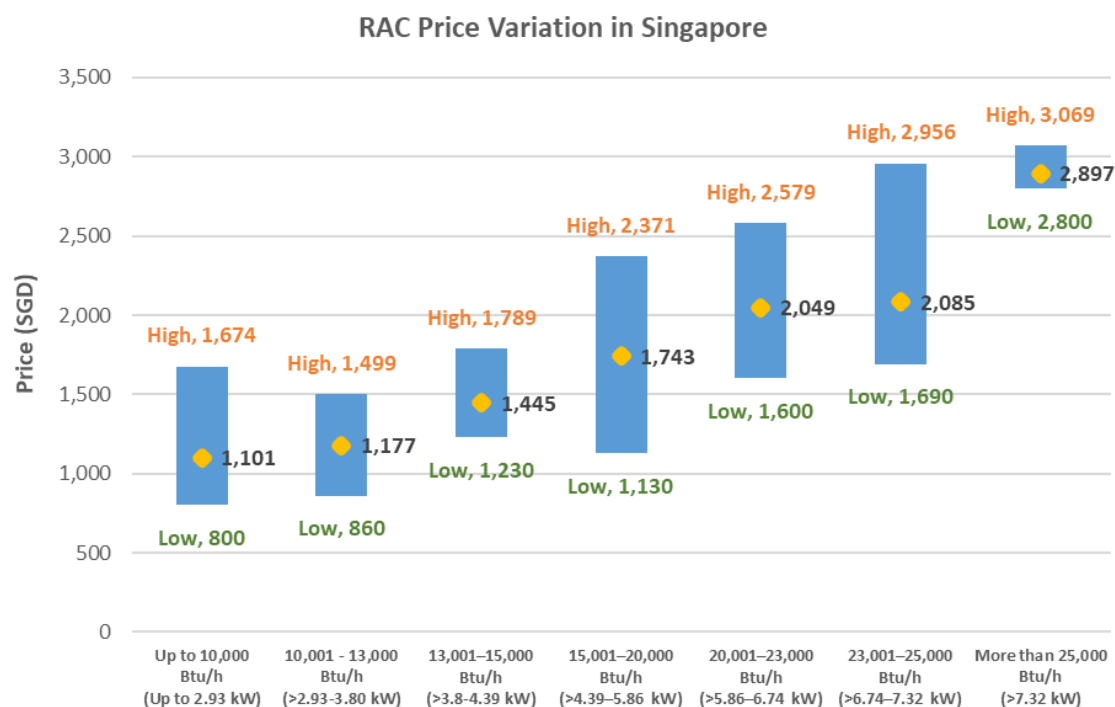 RAC Price Variation in Singapore
Price (SGD)
3,500
3,000
2,500
2,000
1,500
1,000
500
0
High, 1,674
1,101
Low, 800
High, 1,499
1,177
Low, 860
High, 1,789
1,445
Low, 1,230
High, 2,371
1,743
Low, 1,130
High, 2,579
2,049
Low, 1,600
High, 2,956
2,085
Low, 1,690
High, 3,069
2,897
Low, 2,800
Up to 10,000
Btu/h
(Up to 2.93 kW)
10,001 - 13,000
Btu/h
(>2.93-3.80 kW)
13,001–15,000
Btu/h
(>3.8-4.39 kW)
15,001–20,000
Btu/h
(>4.39–5.86 kW)
20,001–23,000
Btu/h
(>5.86–6.74 kW)
23,001–25,000
Btu/h
(>6.74–7.32 kW)
More than 25,000
Btu/h
(>7.32 kW)